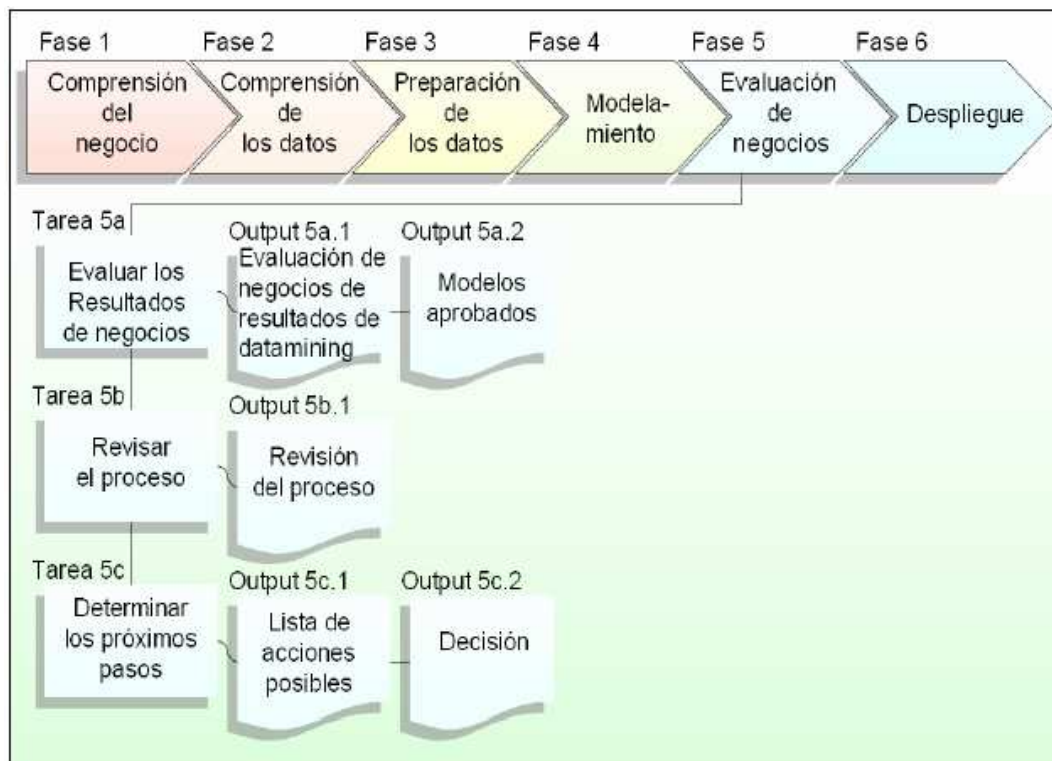 Fase 1
Fase 2
Fase 3
Fase 4
Fase 5
Fase 6
Comprensión
del
negocio
Comprensión
de
los datos
Preparación
de
los datos
Modela-
miento
Evaluación
de
negocios
Despliegue
Tarea 5a
Evaluar los
Resultados
de negocios
Output 5a.1
Evaluación de
negocios de
resultados de
datamining
Output 5a.2
Modelos
aprobados
Tarea 5b
Revisar
el proceso
Output 5b.1
Revisión
del proceso
Tarea 5c
Determinar
los próximos
pasos
Output 5c.1
Lista de
acciones
posibles
Output 5c.2
Decisión